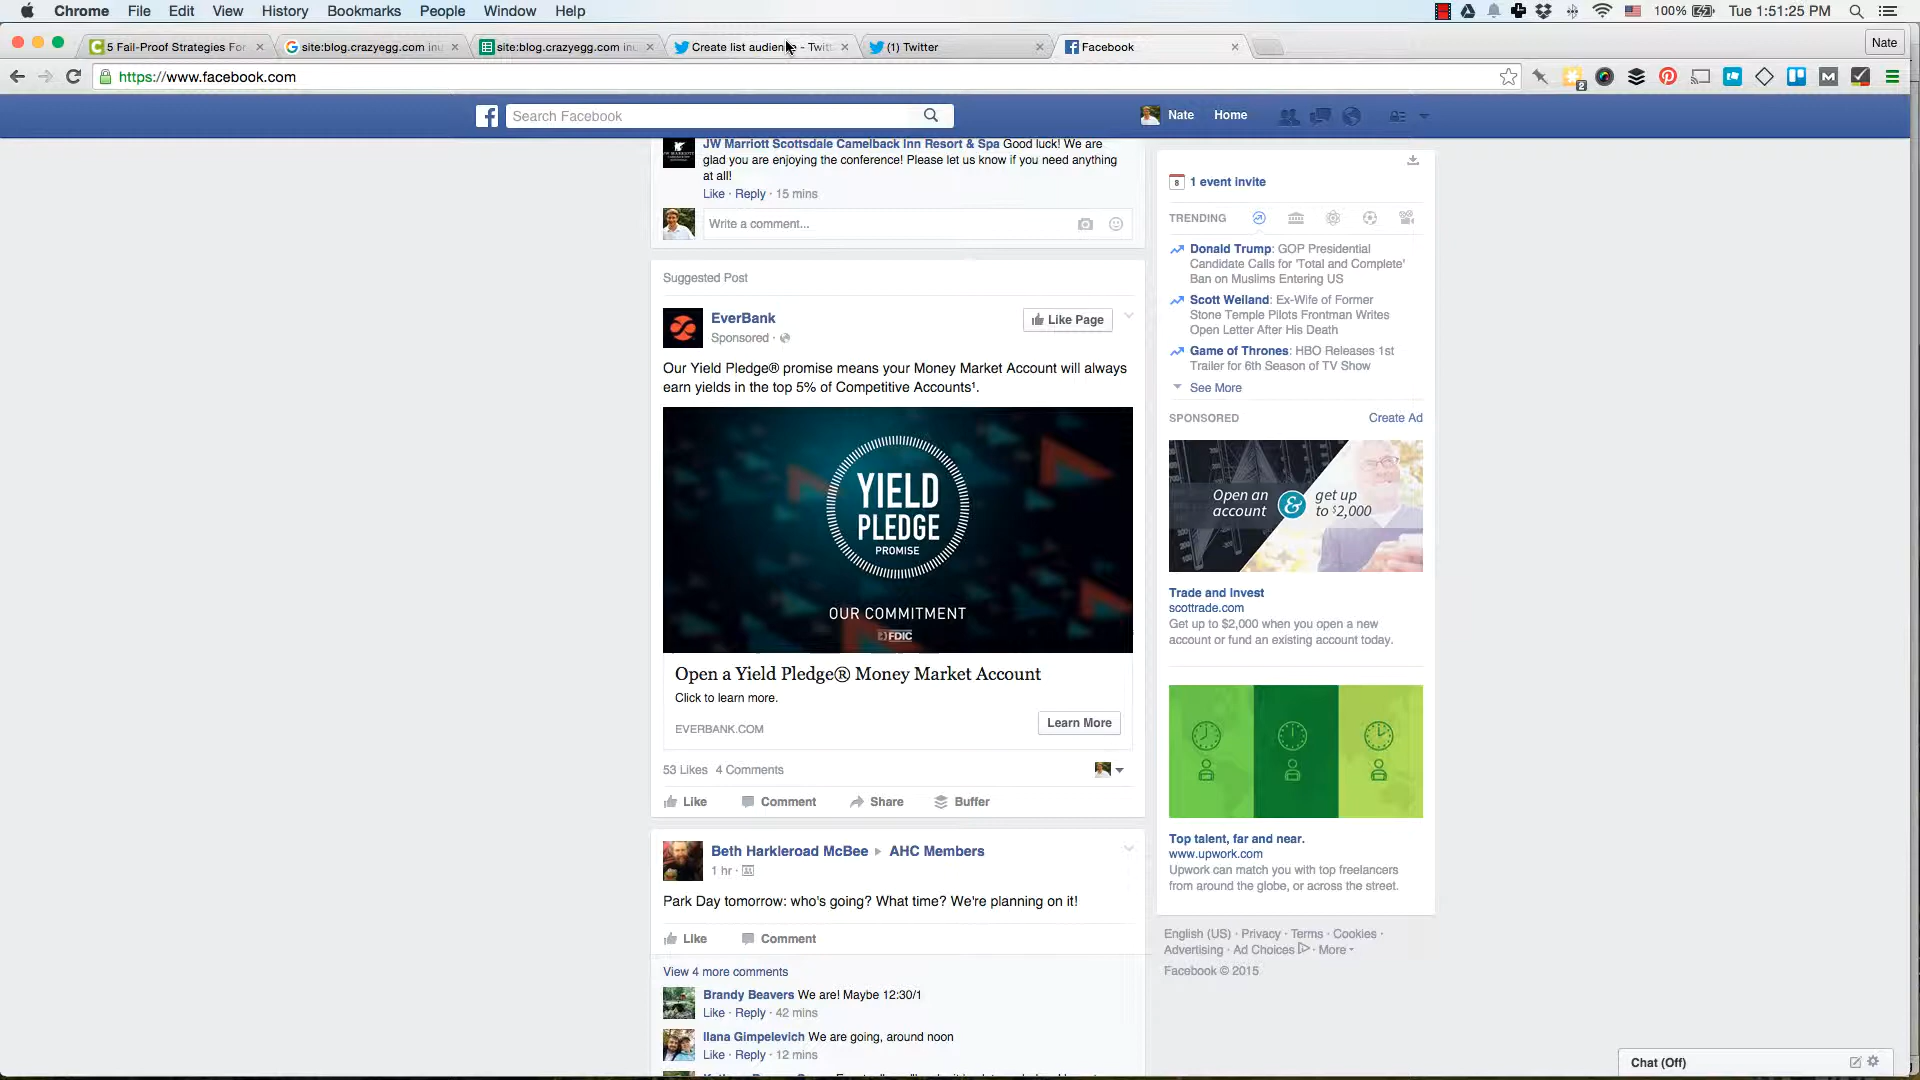 Chrome File Edit View History Bookmarks People Window Help
100% Tue 1:51:25 PM
5 Fail-Proof Strategies For
site:blog.crazyegg.com inu
site:blog.crazyegg.com inu
Create list audience - Twitt
(1) Twitter
Facebook
Nate
https://www.facebook.com
2
Search Facebook
Nate Home
JW Marriott Scottsdale Camelback Inn Resort & Spa Good luck! We are
glad you are enjoying the conference! Please let us know if you need anything
at all!
Like · Reply · 15 mins
Write a comment...
Suggested Post
EverBank
Sponsored ·
Like Page
Our Yield Pledge® promise means your Money Market Account will always
earn yields in the top 5% of Competitive Accounts¹.
YIELD
PLEDGE
PROMISE
OUR COMMITMENT
FDIC
Open a Yield Pledge® Money Market Account
Click to learn more.
EVERBANK.COM
Learn More
53 Likes 4 Comments
Like Comment Share Buffer
Beth Harkleroad McBee ▸ AHC Members
1 hr ·
Park Day tomorrow: who's going? What time? We're planning on it!
Like Comment
View 4 more comments
Brandy Beavers We are! Maybe 12:30/1
Like · Reply · 42 mins
Ilana Gimpelevich We are going, around noon
Like · Reply · 12 mins
8
1 event invite
TRENDING
Donald Trump: GOP Presidential
Candidate Calls for 'Total and Complete'
Ban on Muslims Entering US
Scott Weiland: Ex-Wife of Former
Stone Temple Pilots Frontman Writes
Open Letter After His Death
Game of Thrones: HBO Releases 1st
Trailer for 6th Season of TV Show
See More
SPONSORED Create Ad
Open an
account
&
get up
to $2,000
Trade and Invest
scottrade.com
Get up to $2,000 when you open a new
account or fund an existing account today.
Top talent, far and near.
www.upwork.com
Upwork can match you with top freelancers
from around the globe, or across the street.
English (US) · Privacy · Terms · Cookies ·
Advertising · Ad Choices · More
Facebook © 2015
Chat (Off)